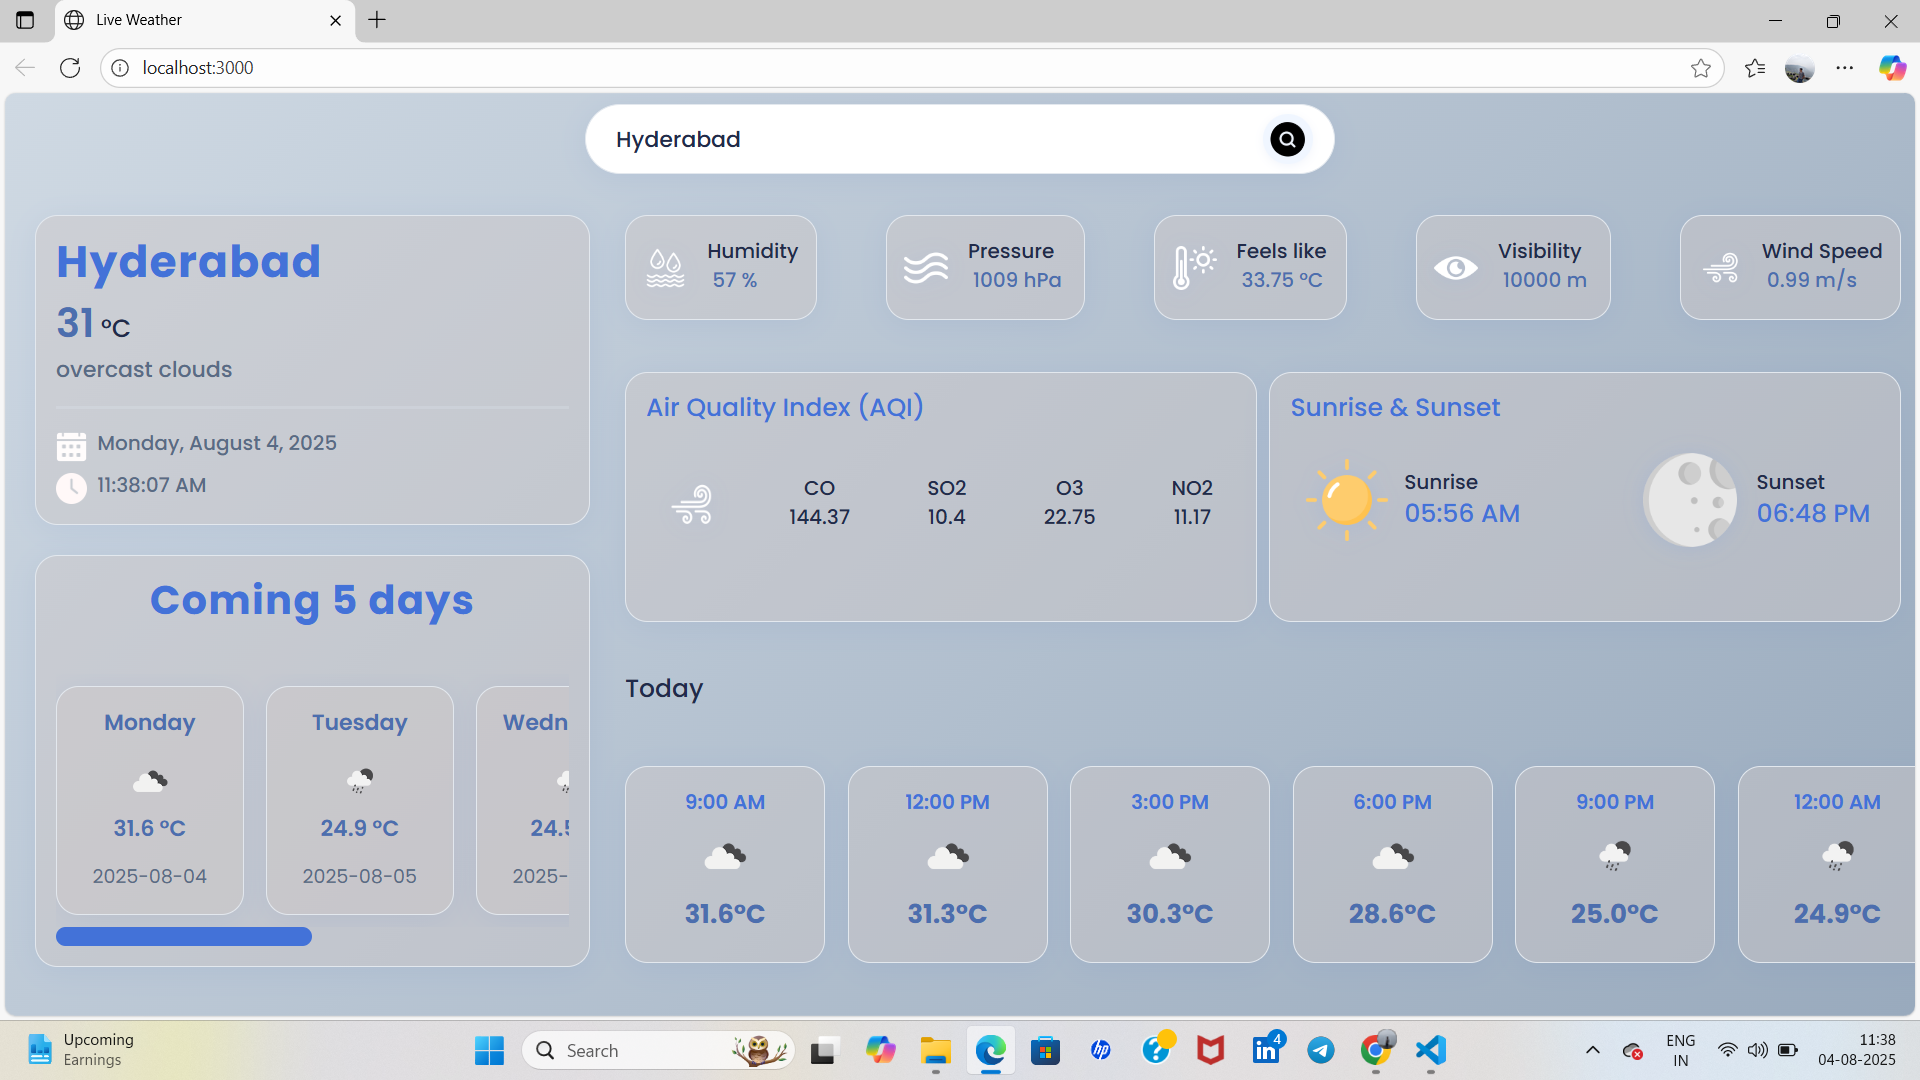 Live Weather
localhost:3000
Hyderabad
Hyderabad
31 °C
overcast clouds
Monday, August 4, 2025
11:38:07 AM
Humidity
57 %
Pressure
1009 hPa
Feels like
33.75 °C
Visibility
10000 m
Wind Speed
0.99 m/s
Air Quality Index (AQI)
CO SO2 O3 NO2
144.37 10.4 22.75 11.17
Sunrise & Sunset
Sunrise
05:56 AM
Sunset
06:48 PM
Coming 5 days
Monday
31.6 °C
2025-08-04
Tuesday
24.9 °C
2025-08-05
Wedn
24.5
2025-
Today
9:00 AM
31.6°C
12:00 PM
31.3°C
3:00 PM
30.3°C
6:00 PM
28.6°C
9:00 PM
25.0°C
12:00 AM
24.9°C
Upcoming
Earnings
Search
hp
4
ENG
IN
11:38
04-08-2025